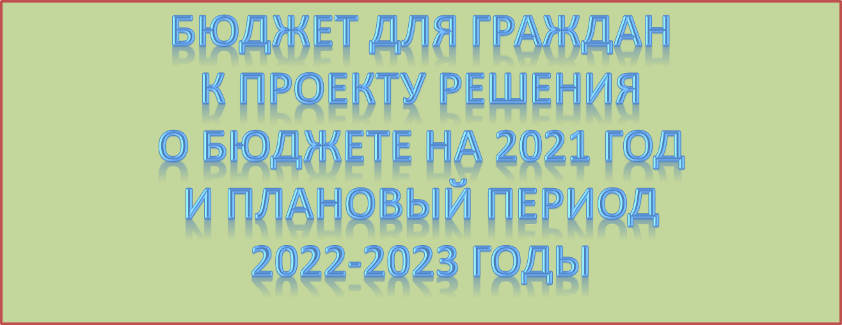 БЮДЖЕТ ДЛЯ ГРАЖДАН
К ПРОЕКТУ РЕШЕНИЯ
О БЮДЖЕТЕ НА 2021 ГОД
И ПЛАНОВЫЙ ПЕРИОД
2022-2023 ГОДЫ